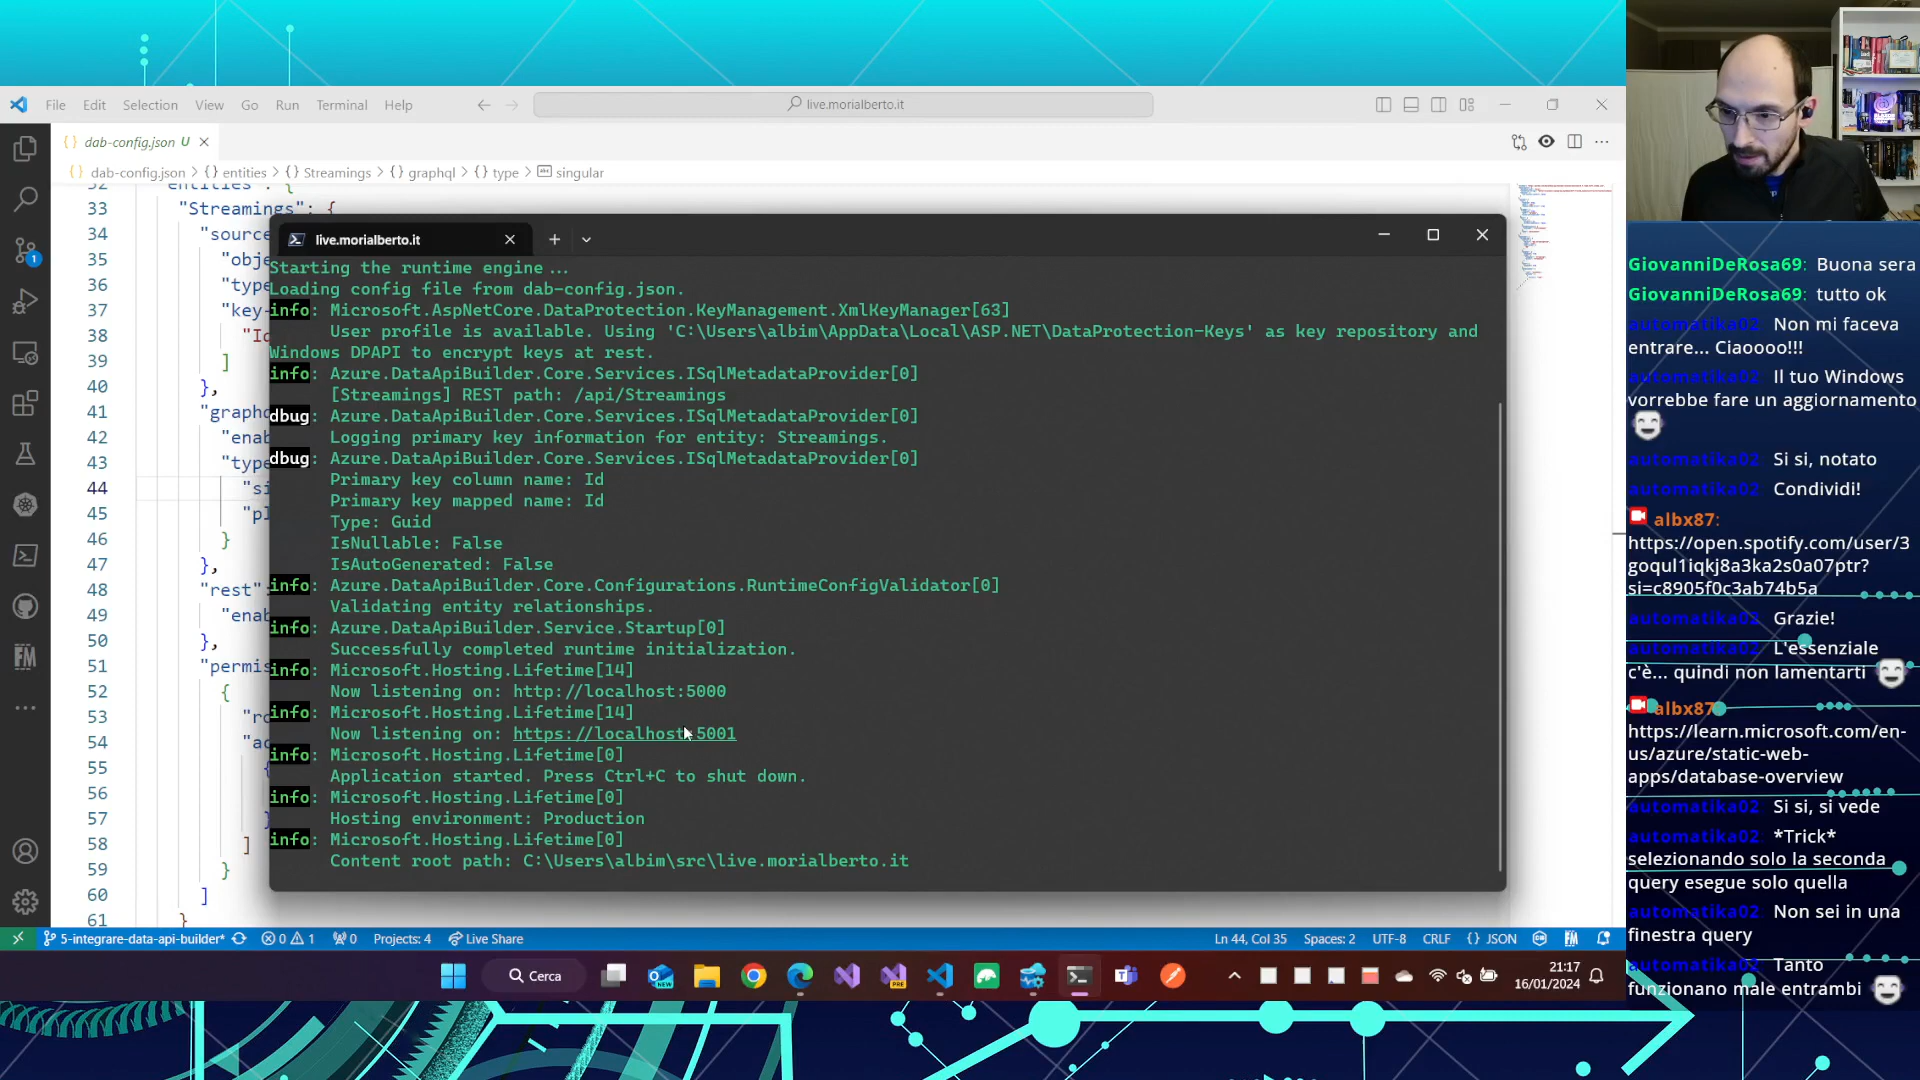 File Edit Selection View Go Run Terminal Help
live.morialberto.it
dab-config.json U
dab-config.json > {} entities > {} Streamings > {} graphql > {} type > singular
33 "Streamings": {
34 "source
35 "obje
36 "type
37 "key-
38 "Id
39 ]
40 },
41 "graphq
42 "enab
43 "type
44 "si
45 "pl
46 }
47 },
48 "rest":
49 "enab
50 },
51 "permis
52 {
53 "ro
54 "ac
55
56
57
58 ]
59 }
60 ]
61 }
live.morialberto.it
Starting the runtime engine ...
Loading config file from dab-config.json.
info: Microsoft.AspNetCore.DataProtection.KeyManagement.XmlKeyManager[63]
User profile is available. Using 'C:\Users\albim\AppData\Local\ASP.NET\DataProtection-Keys' as key repository and
Windows DPAPI to encrypt keys at rest.
info: Azure.DataApiBuilder.Core.Services.ISqlMetadataProvider[0]
[Streamings] REST path: /api/Streamings
dbug: Azure.DataApiBuilder.Core.Services.ISqlMetadataProvider[0]
Logging primary key information for entity: Streamings.
dbug: Azure.DataApiBuilder.Core.Services.ISqlMetadataProvider[0]
Primary key column name: Id
Primary key mapped name: Id
Type: Guid
IsNullable: False
IsAutoGenerated: False
info: Azure.DataApiBuilder.Core.Configurations.RuntimeConfigValidator[0]
Validating entity relationships.
info: Azure.DataApiBuilder.Service.Startup[0]
Successfully completed runtime initialization.
info: Microsoft.Hosting.Lifetime[14]
Now listening on: http://localhost:5000
info: Microsoft.Hosting.Lifetime[14]
Now listening on: https://localhost:5001
info: Microsoft.Hosting.Lifetime[0]
Application started. Press Ctrl+C to shut down.
info: Microsoft.Hosting.Lifetime[0]
Hosting environment: Production
info: Microsoft.Hosting.Lifetime[0]
Content root path: C:\Users\albim\src\live.morialberto.it
5-integrare-data-api-builder* 0 1 0 Projects: 4 Live Share
Ln 44, Col 35 Spaces: 2 UTF-8 CRLF {} JSON
Cerca
21:17
16/01/2024
GiovanniDeRosa69: Buona sera
GiovanniDeRosa69: tutto ok
automatika02 Non mi faceva
entrare... Ciaoooo!!!
automatika02 Il tuo Windows
vorrebbe fare un aggiornamento
automatika02 Si si, notato
automatika02 Condividi!
albx87:
https://open.spotify.com/user/3
1goqul1iqkj8a3ka2s0a07ptr?
si=c8905f0c3ab74b5a
automatika02 Grazie!
automatika02 L'essenziale
c'è... quindi non lamentarti
albx87
https://learn.microsoft.com/en-
us/azure/static-web-
apps/database-overview
automatika02 Si si, si vede
automatika02 *Trick*
selezionando solo la seconda
query esegue solo quella
automatika02 Non sei in una
finestra query
automatika02 Tanto
funzionano male entrambi